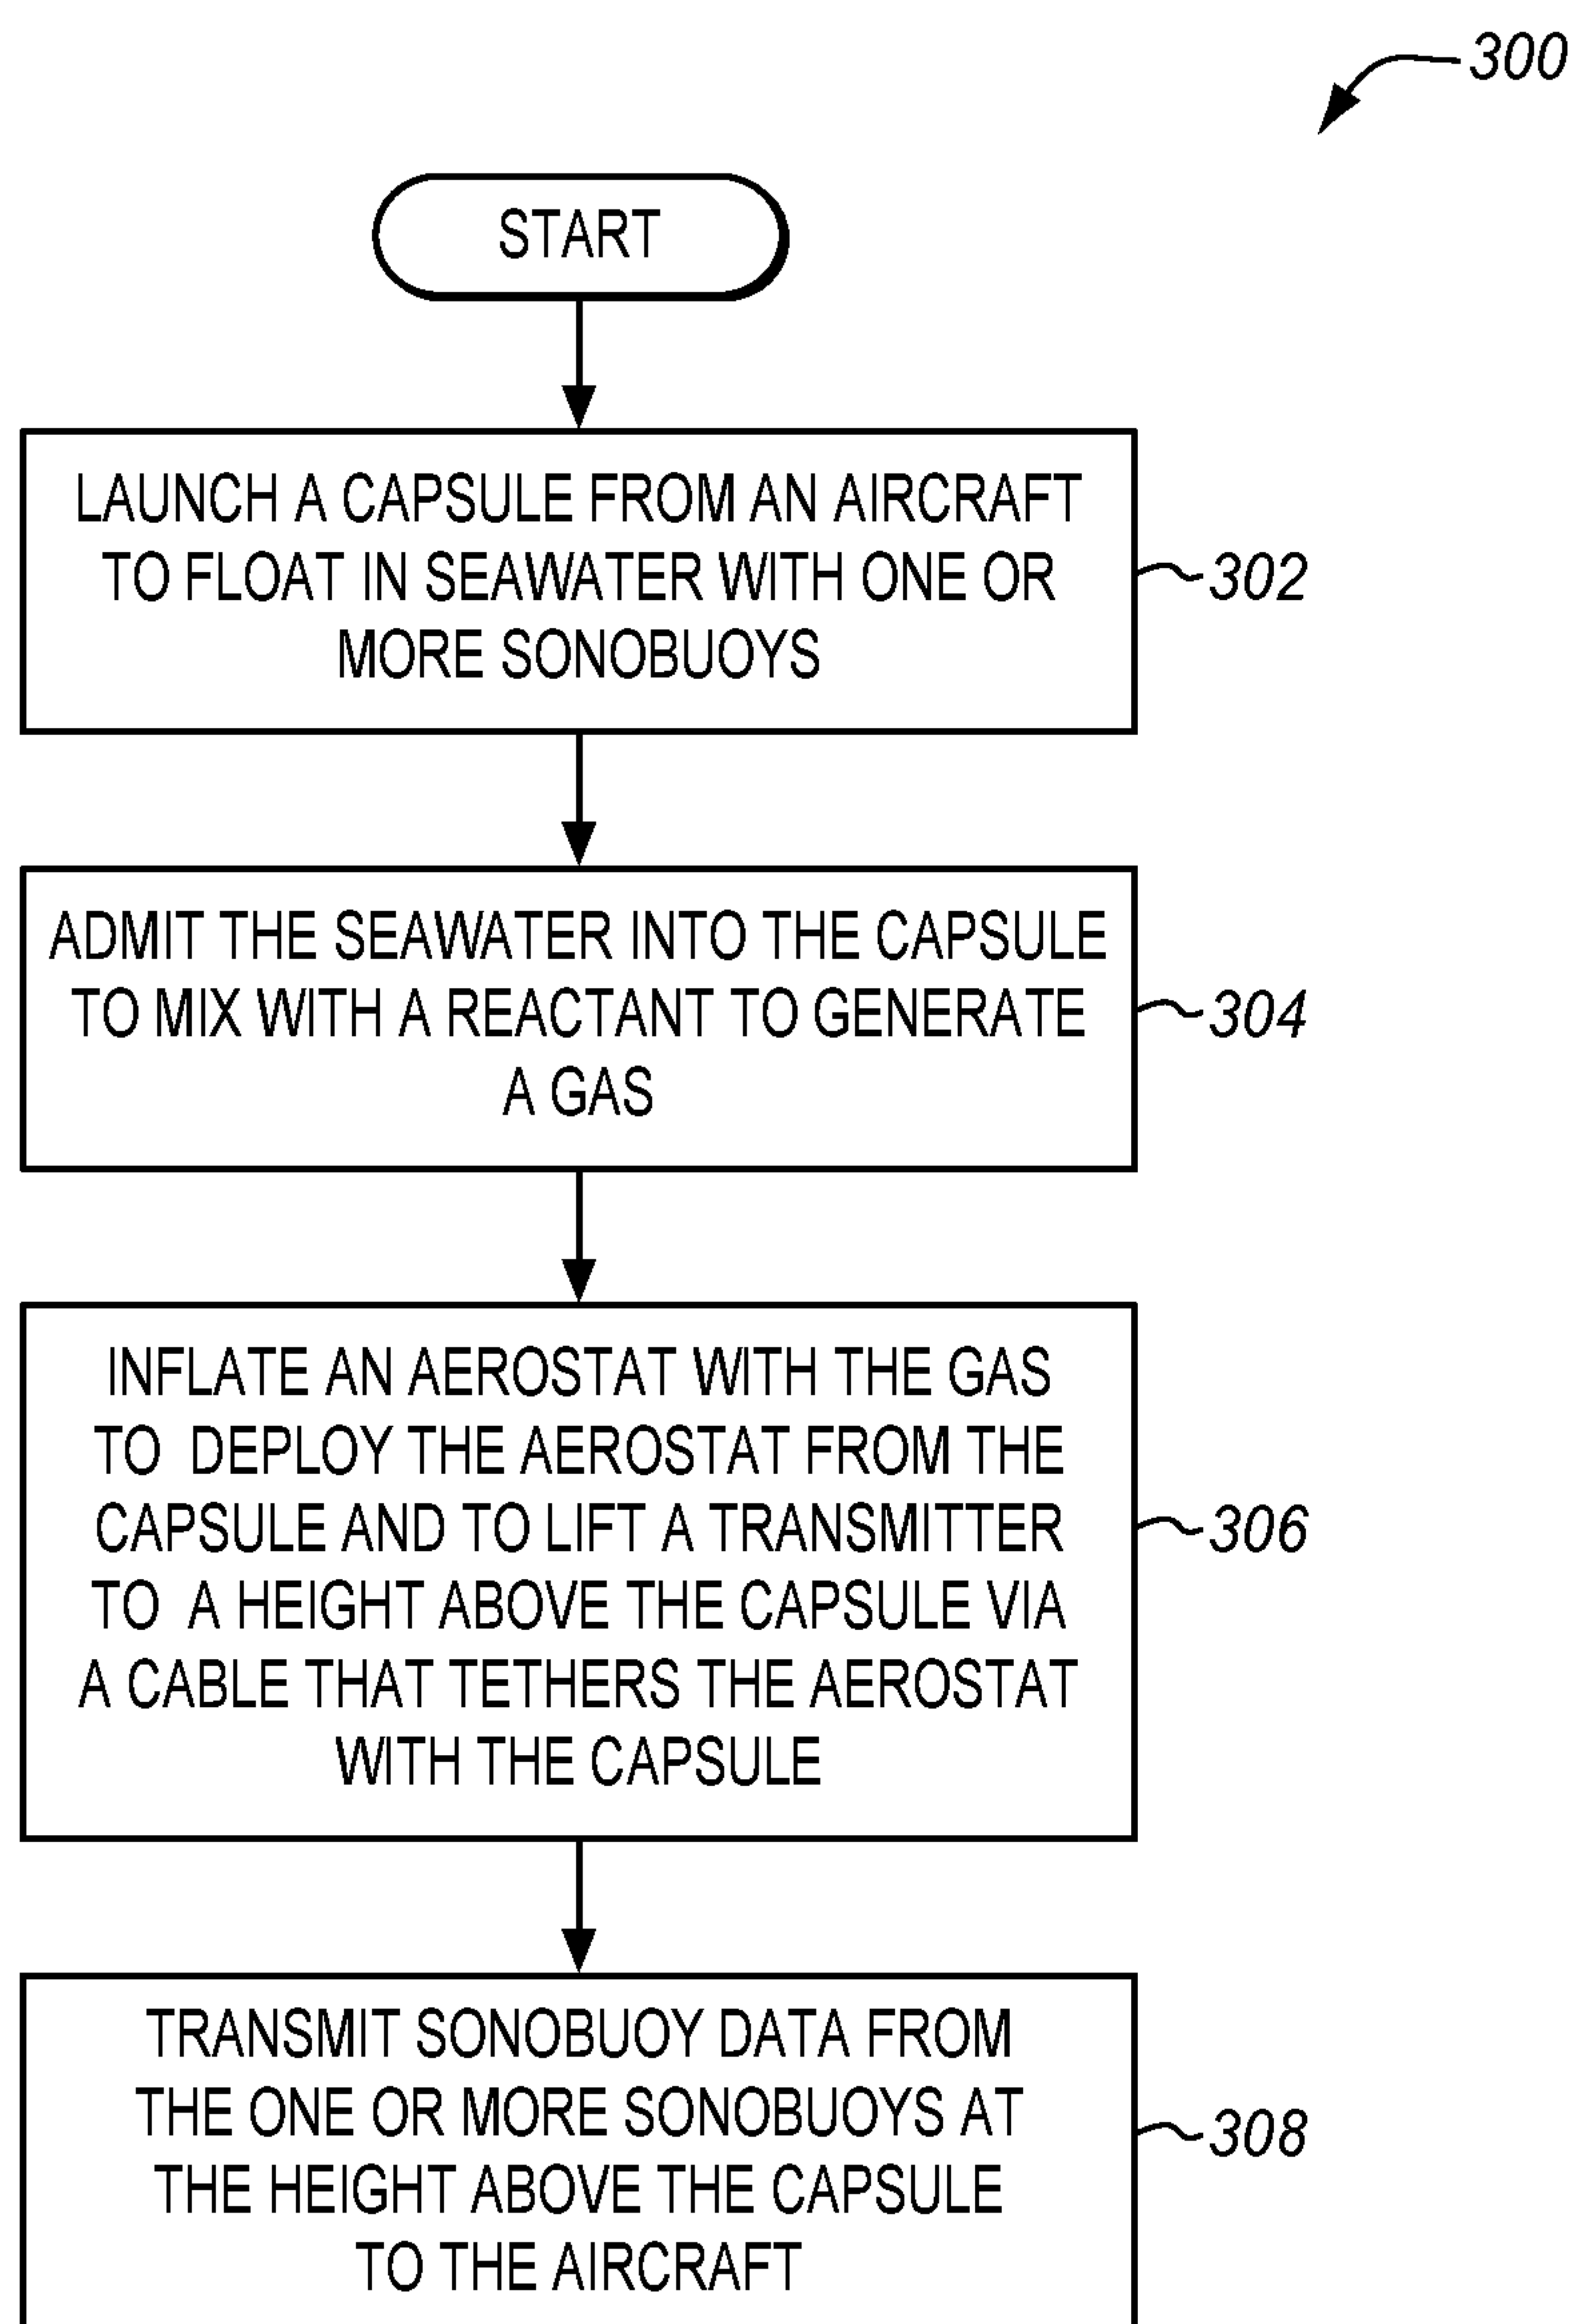 300
START
LAUNCH A CAPSULE FROM AN AIRCRAFT
TO FLOAT IN SEAWATER WITH ONE OR
MORE SONOBUOYS
302
ADMIT THE SEAWATER INTO THE CAPSULE
TO MIX WITH A REACTANT TO GENERATE
A GAS
304
INFLATE AN AEROSTAT WITH THE GAS
TO DEPLOY THE AEROSTAT FROM THE
CAPSULE AND TO LIFT A TRANSMITTER
TO A HEIGHT ABOVE THE CAPSULE VIA
A CABLE THAT TETHERS THE AEROSTAT
WITH THE CAPSULE
306
TRANSMIT SONOBUOY DATA FROM
THE ONE OR MORE SONOBUOYS AT
THE HEIGHT ABOVE THE CAPSULE
TO THE AIRCRAFT
308